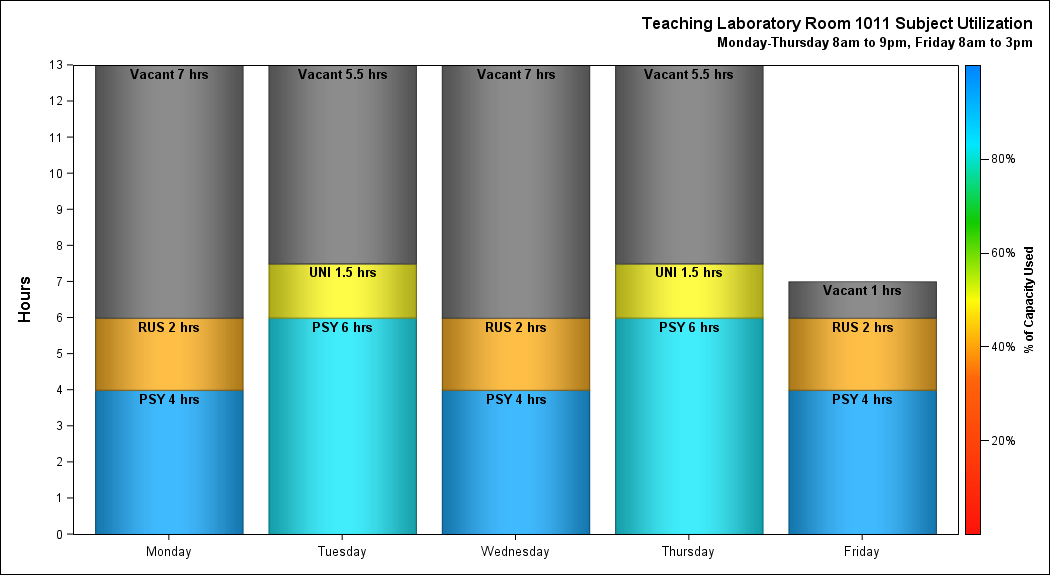 Teaching Laboratory Room 1011 Subject Utilization
Monday-Thursday 8am to 9pm, Friday 8am to 3pm
Hours
13
12
11
10
9
8
7
6
5
4
3
2
1
0
Vacant 7 hrs
RUS 2 hrs
PSY 4 hrs
Vacant 5.5 hrs
UNI 1.5 hrs
PSY 6 hrs
Vacant 7 hrs
RUS 2 hrs
PSY 4 hrs
Vacant 5.5 hrs
UNI 1.5 hrs
PSY 6 hrs
Vacant 1 hrs
RUS 2 hrs
PSY 4 hrs
Monday
Tuesday
Wednesday
Thursday
Friday
80%
60%
40%
20%
% of Capacity Used